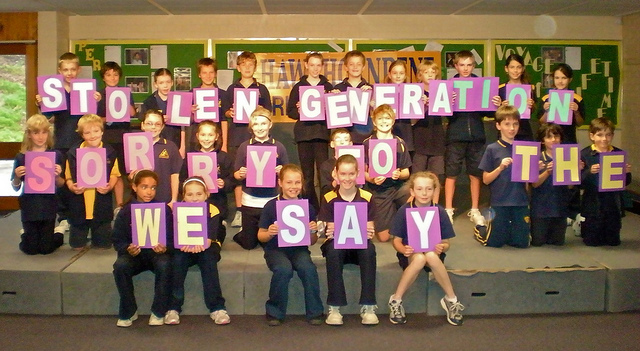 STOLEN GENERATION
SORRY TO THE
WE SAY